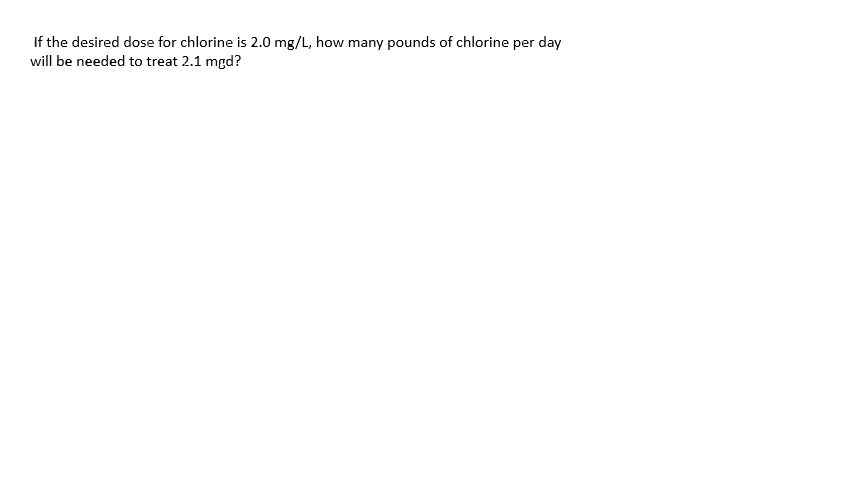 If the desired dose for chlorine is 2.0 mg/L, how many pounds of chlorine per day
will be needed to treat 2.1 mgd?